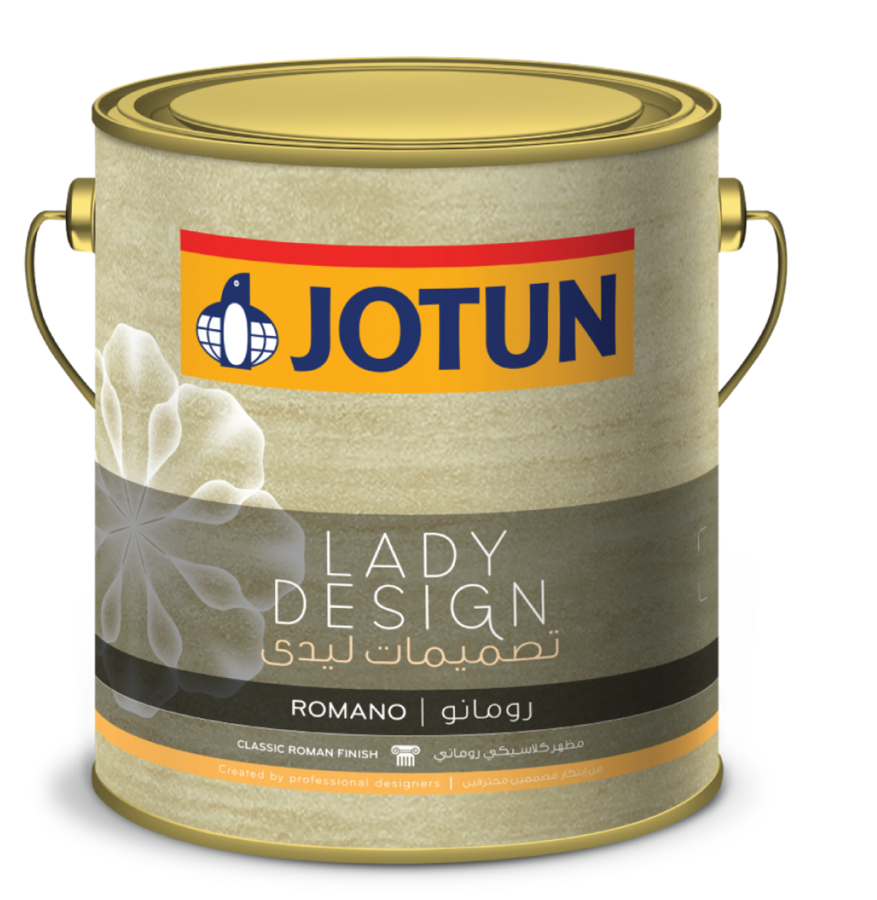 JOTUN
LADY
DESIGN
تصميمات ليدى
ROMANO | رومانو
CLASSIC ROMAN FINISH مظهر كلاسيكي روماني
Created by professional designers | من ابتكار مصممين محترفين